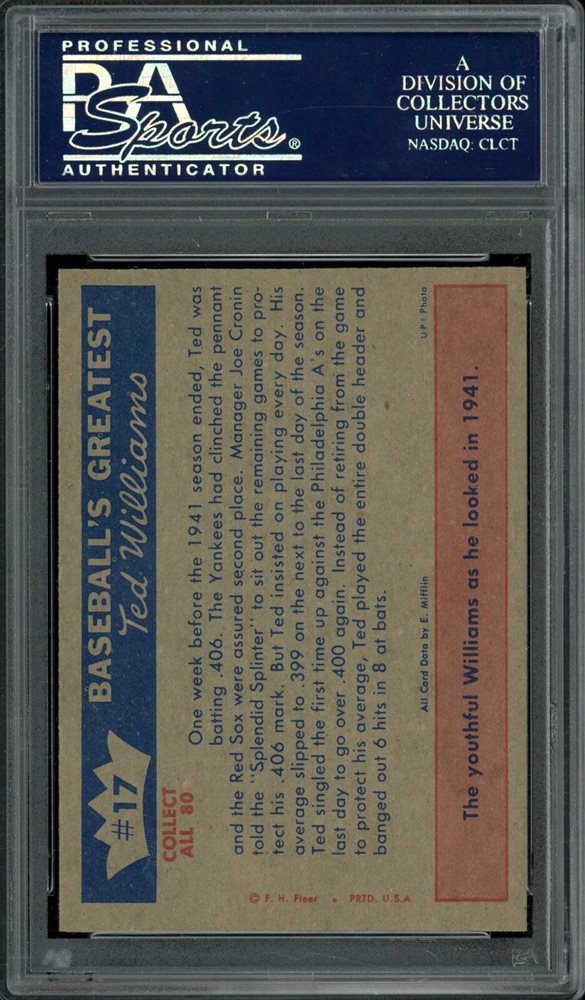 PROFESSIONAL
PSA
Sports®
AUTHENTICATOR
A
DIVISION OF
COLLECTORS
UNIVERSE
NASDAQ: CLCT
#17
BASEBALL'S GREATEST
Ted Williams
COLLECT
ALL 80
One week before the 1941 season ended, Ted was
batting .406. The Yankees had clinched the pennant
and the Red Sox were assured second place. Manager Joe Cronin
told the "Splendid Splinter" to sit out the remaining games to pro-
tect his .406 mark. But Ted insisted on playing every day. His
average slipped to .399 on the next to the last day of the season.
Ted singled the first time up against the Philadelphia A's on the
last day to go over .400 again. Instead of retiring from the game
to protect his average, Ted played the entire double header and
banged out 6 hits in 8 at bats.
© F. H. Fleer • PRTD. U.S.A.
All Card Data by E. Mifflin
UPI Photo
The youthful Williams as he looked in 1941.